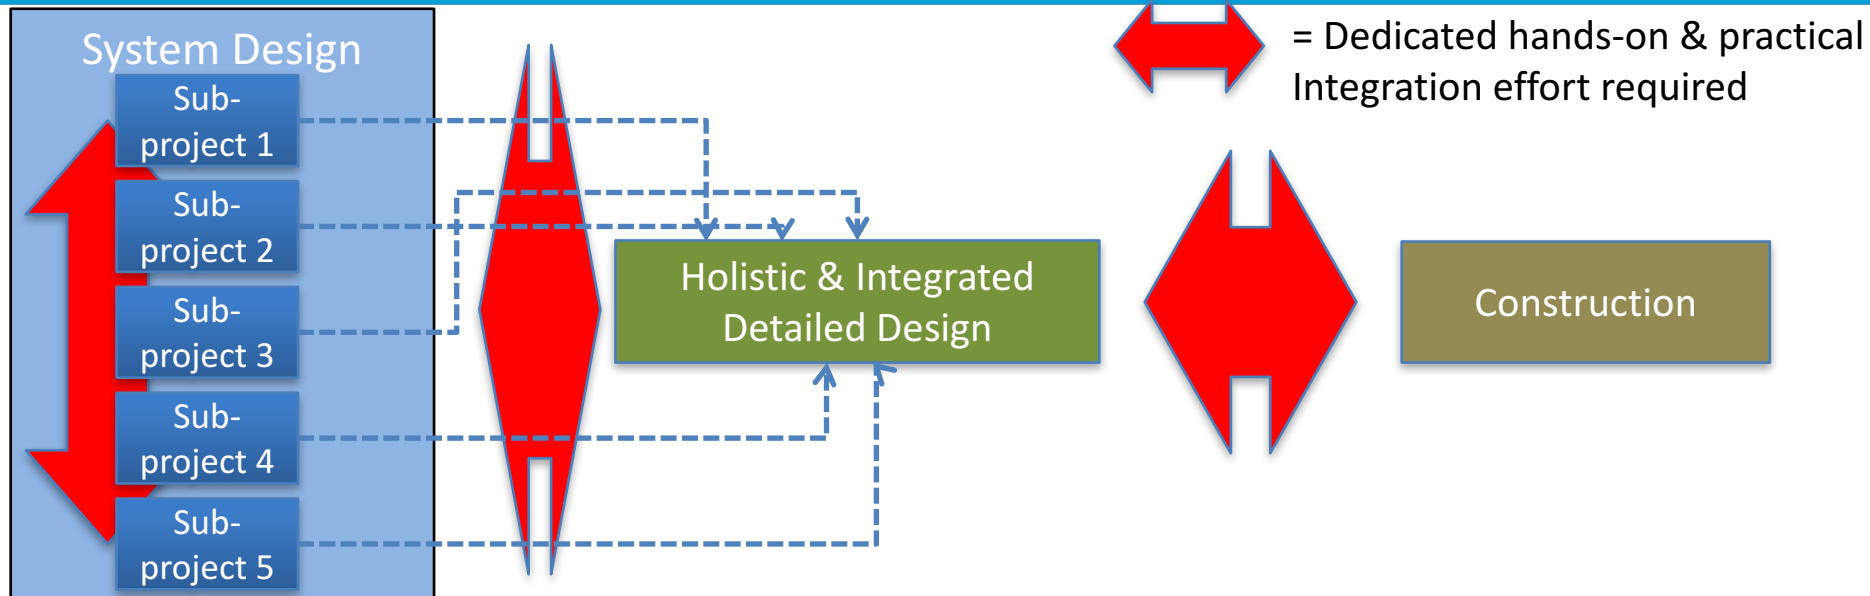 System Design
Sub-
project 1
Sub-
project 2
Sub-
project 3
Sub-
project 4
Sub-
project 5
Holistic & Integrated
Detailed Design
= Dedicated hands-on & practical
Integration effort required
Construction